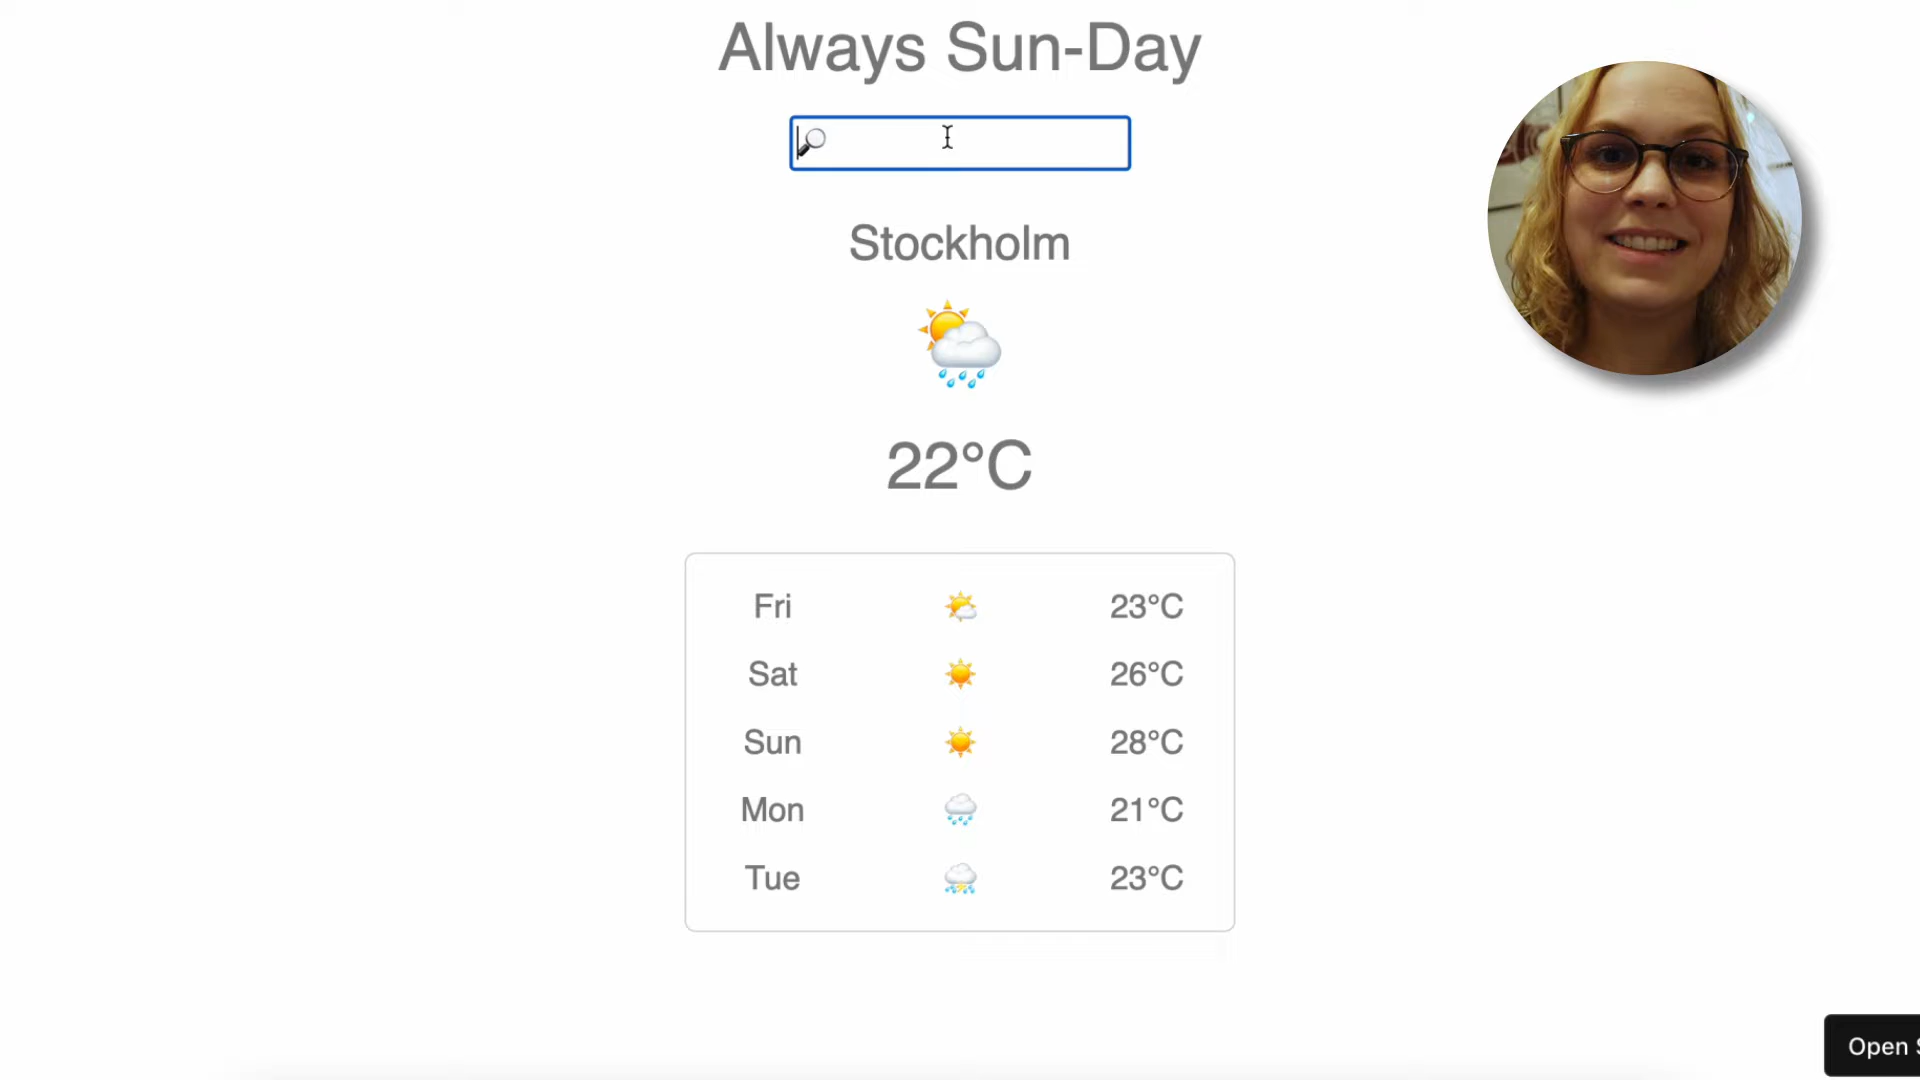 Always Sun-Day
Stockholm
22°C
Fri 23°C
Sat 26°C
Sun 28°C
Mon 21°C
Tue 23°C
Open